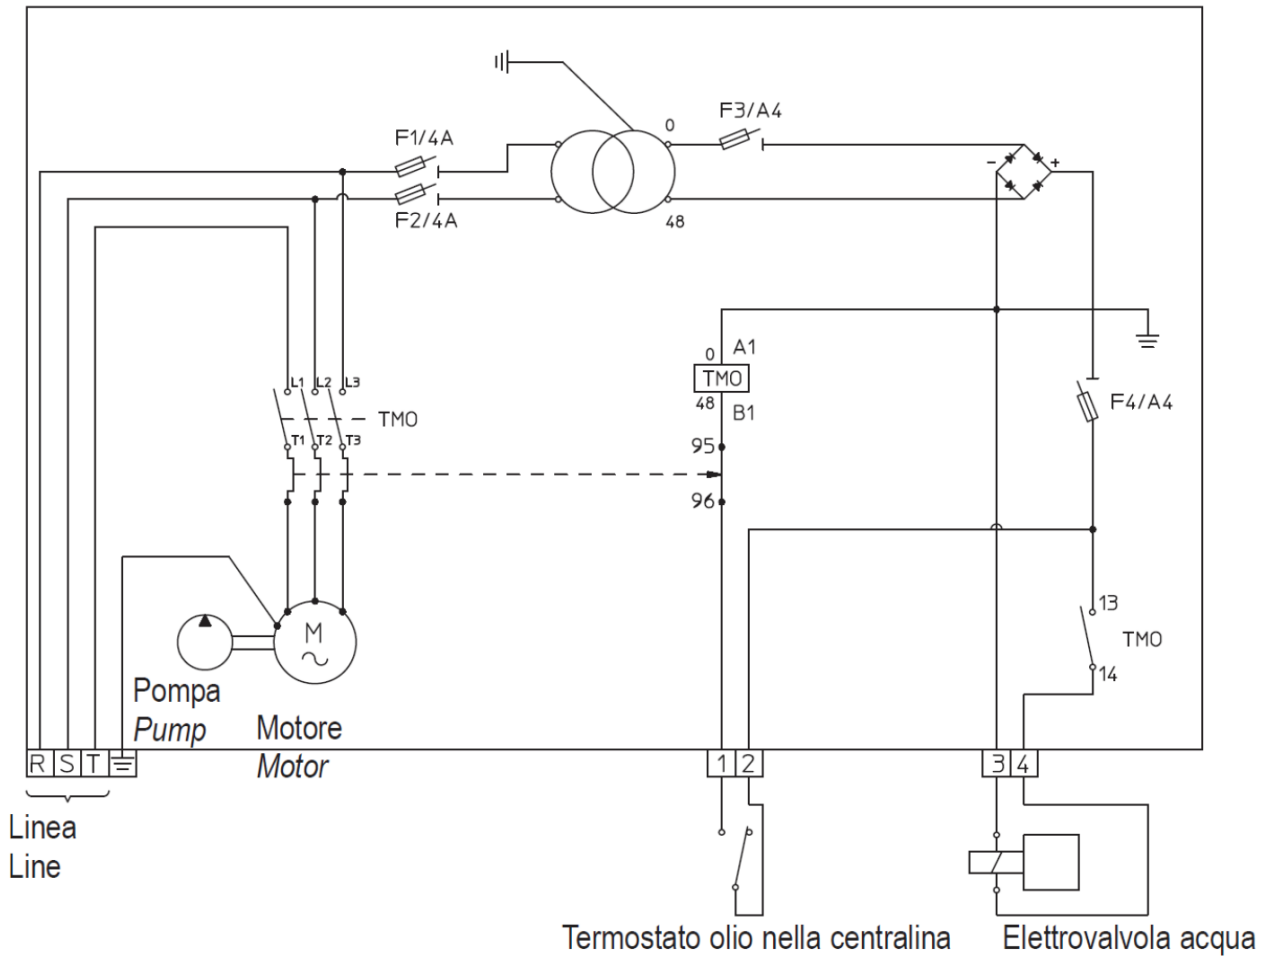 F3/A4
0
F1/4A
F2/4A
48
- +
0 A1
TMO
48 B1
L1 L2 L3
TMO
T1 T2 T3
95
96
F4/A4
13
TMO
14
M
Pompa
Pump
Motore
Motor
R S T
1 2
3 4
Linea
Line
Termostato olio nella centralina
Elettrovalvola acqua